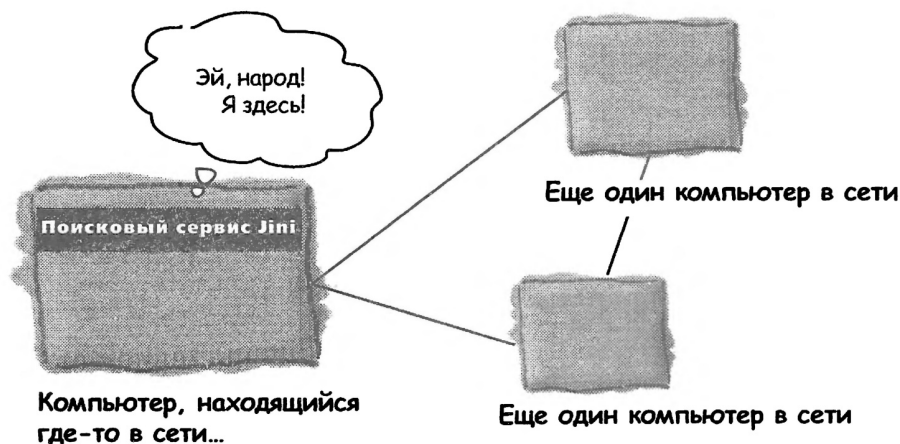 Эй, народ!
Я здесь!
Поисковый сервис Jini
Еще один компьютер в сети
Компьютер, находящийся
где-то в сети...
Еще один компьютер в сети